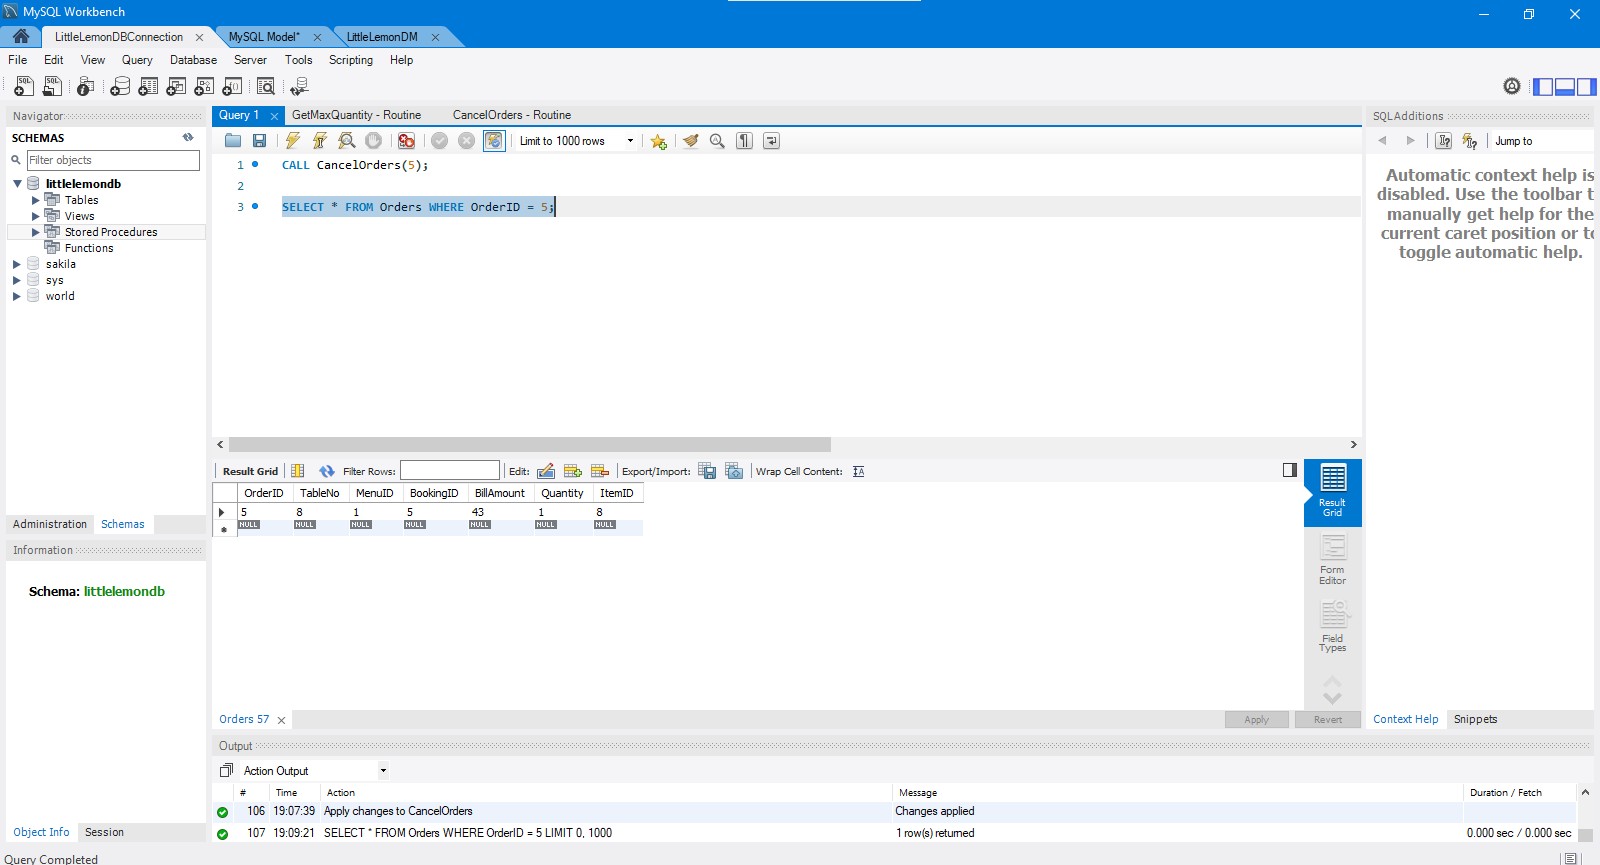 MySQL Workbench
LittleLemonDBConnection
MySQL Model*
LittleLemonDM
File Edit View Query Database Server Tools Scripting Help
Navigator
SCHEMAS
Filter objects
littlelemondb
Tables
Views
Stored Procedures
Functions
sakila
sys
world
Administration Schemas
Information
Schema: littlelemondb
Object Info Session
Query 1
GetMaxQuantity - Routine
CancelOrders - Routine
Limit to 1000 rows
1 CALL CancelOrders(5);
2
3 SELECT * FROM Orders WHERE OrderID = 5;
Result Grid Filter Rows: Edit: Export/Import: Wrap Cell Content:
OrderID TableNo MenuID BookingID BillAmount Quantity ItemID
5 8 1 5 43 1 8
NULL NULL NULL NULL NULL NULL NULL
Result
Grid
Form
Editor
Field
Types
Orders 57
Apply Revert
SQLAdditions
Jump to
Automatic context help is
disabled. Use the toolbar t
manually get help for the
current caret position or to
toggle automatic help.
Context Help Snippets
Output
Action Output
# Time Action Message Duration / Fetch
106 19:07:39 Apply changes to CancelOrders Changes applied
107 19:09:21 SELECT * FROM Orders WHERE OrderID = 5 LIMIT 0, 1000 1 row(s) returned 0.000 sec / 0.000 sec
Query Completed